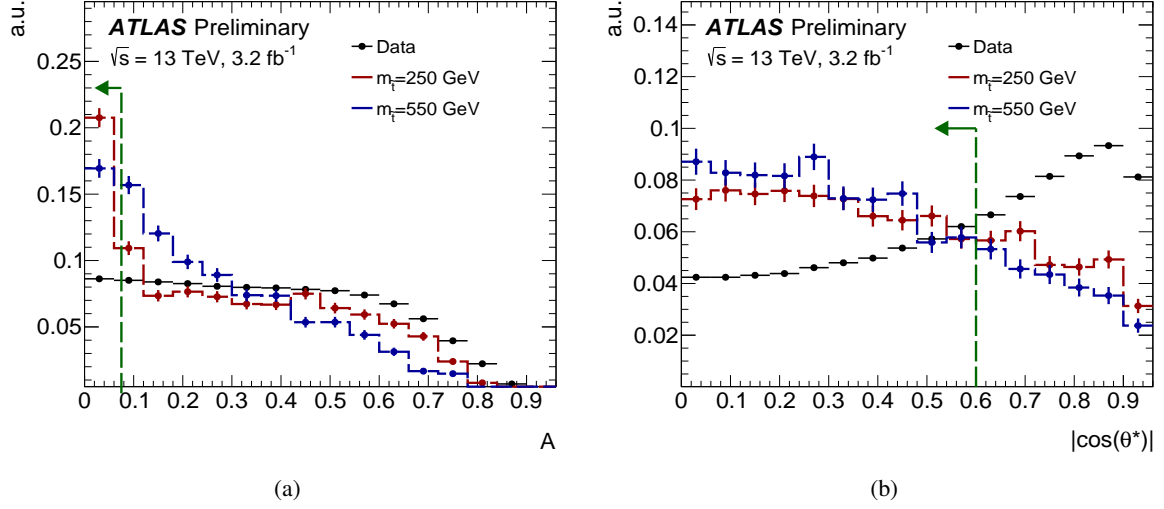 a.u.
ATLAS Preliminary
√s = 13 TeV, 3.2 fb⁻¹
Data
m_t̃=250 GeV
m_t̃=550 GeV
0.25
0.2
0.15
0.1
0.05
0 0.1 0.2 0.3 0.4 0.5 0.6 0.7 0.8 0.9
A
(a)
a.u.
ATLAS Preliminary
√s = 13 TeV, 3.2 fb⁻¹
Data
m_t̃=250 GeV
m_t̃=550 GeV
0.14
0.12
0.1
0.08
0.06
0.04
0.02
0 0.1 0.2 0.3 0.4 0.5 0.6 0.7 0.8 0.9
|cos(θ*)|
(b)